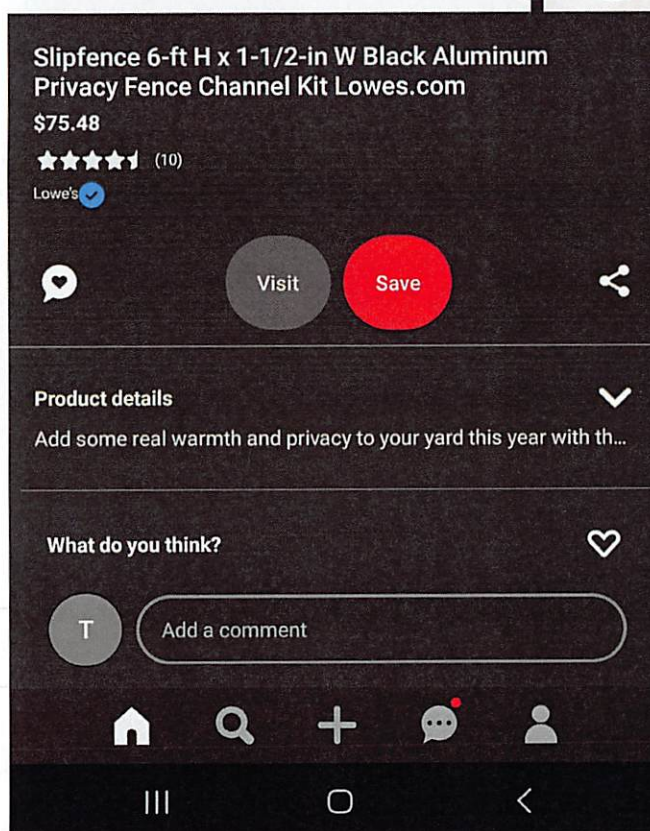 Slipfence 6-ft H x 1-1/2-in W Black Aluminum
Privacy Fence Channel Kit Lowes.com
$75.48
(10)
Lowe's
Visit
Save
Product details
Add some real warmth and privacy to your yard this year with th...
What do you think?
T
Add a comment